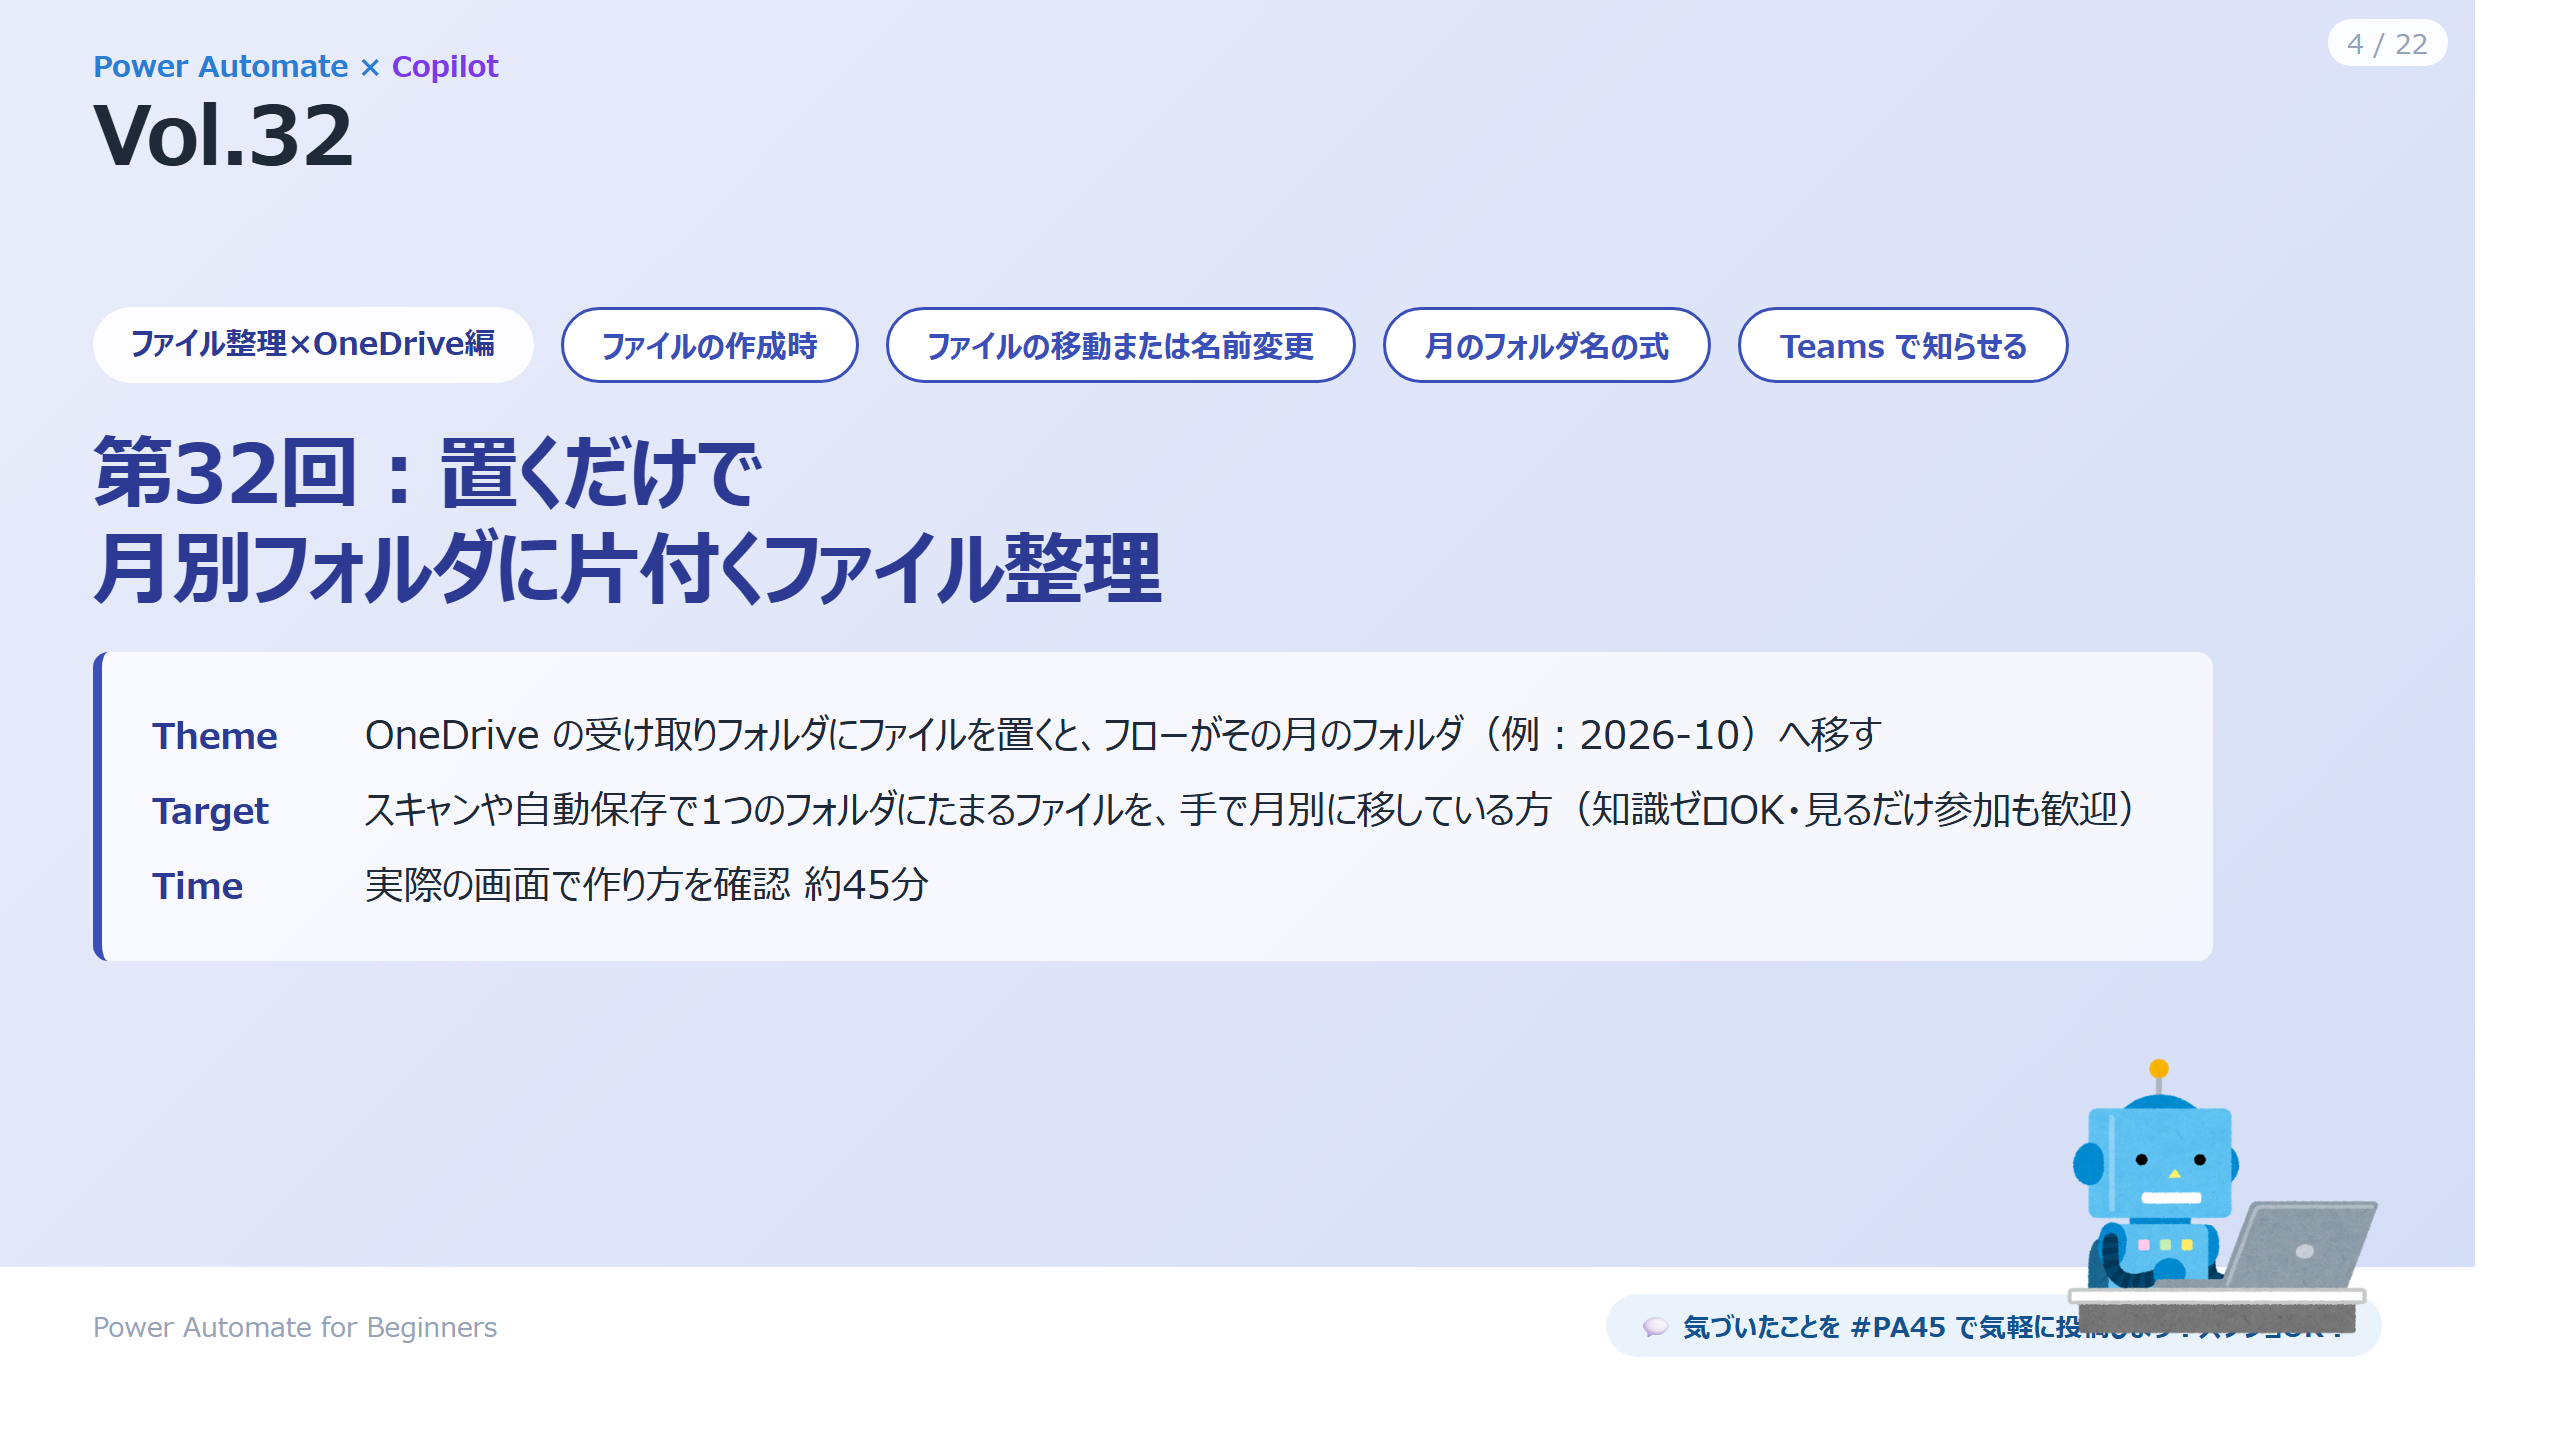 4 / 22
Power Automate × Copilot
Vol.32
ファイル整理×OneDrive編
ファイルの作成時
ファイルの移動または名前変更
月のフォルダ名の式
Teams で知らせる
第32回：置くだけで
月別フォルダに片付くファイル整理
Theme OneDrive の受け取りフォルダにファイルを置くと、フローがその月のフォルダ（例：2026-10）へ移す
Target スキャンや自動保存で1つのフォルダにたまるファイルを、手で月別に移している方（知識ゼロOK・見るだけ参加も歓迎）
Time 実際の画面で作り方を確認 約45分
Power Automate for Beginners
気づいたことを #PA45 で気軽に投